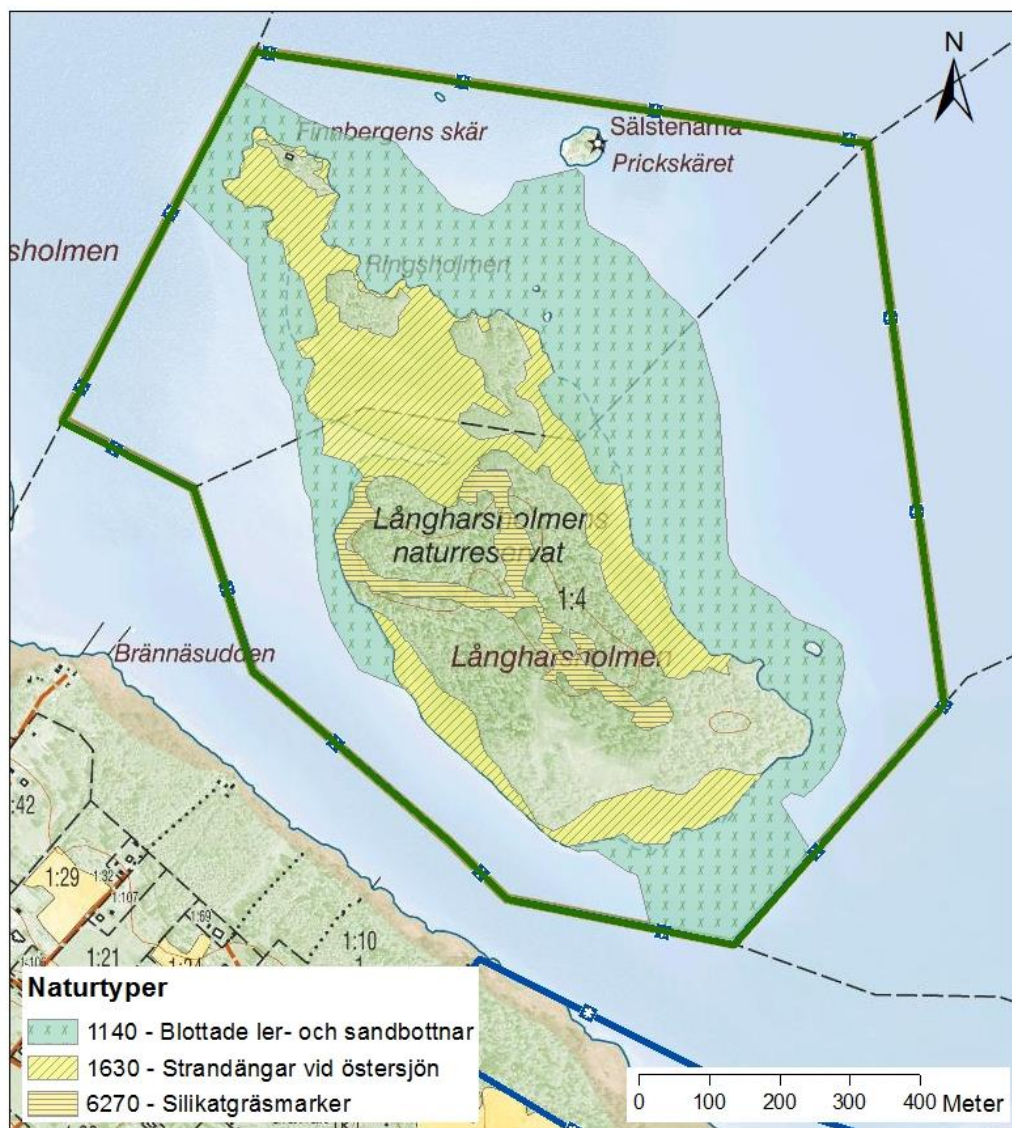 N
Finnbergens skär
Sälstenarna
Prickskäret
sholmen
Ringsholmen
Långharsholmens
naturreservat
1:4
Brännäsudden
Långharsholmen
:42
1:29
1:32
1:107
1:69
1:10
1:21
1:24
Naturtyper
1140 - Blottade ler- och sandbottnar
1630 - Strandängar vid östersjön
6270 - Silikatgräsmarker
0 100 200 300 400 Meter